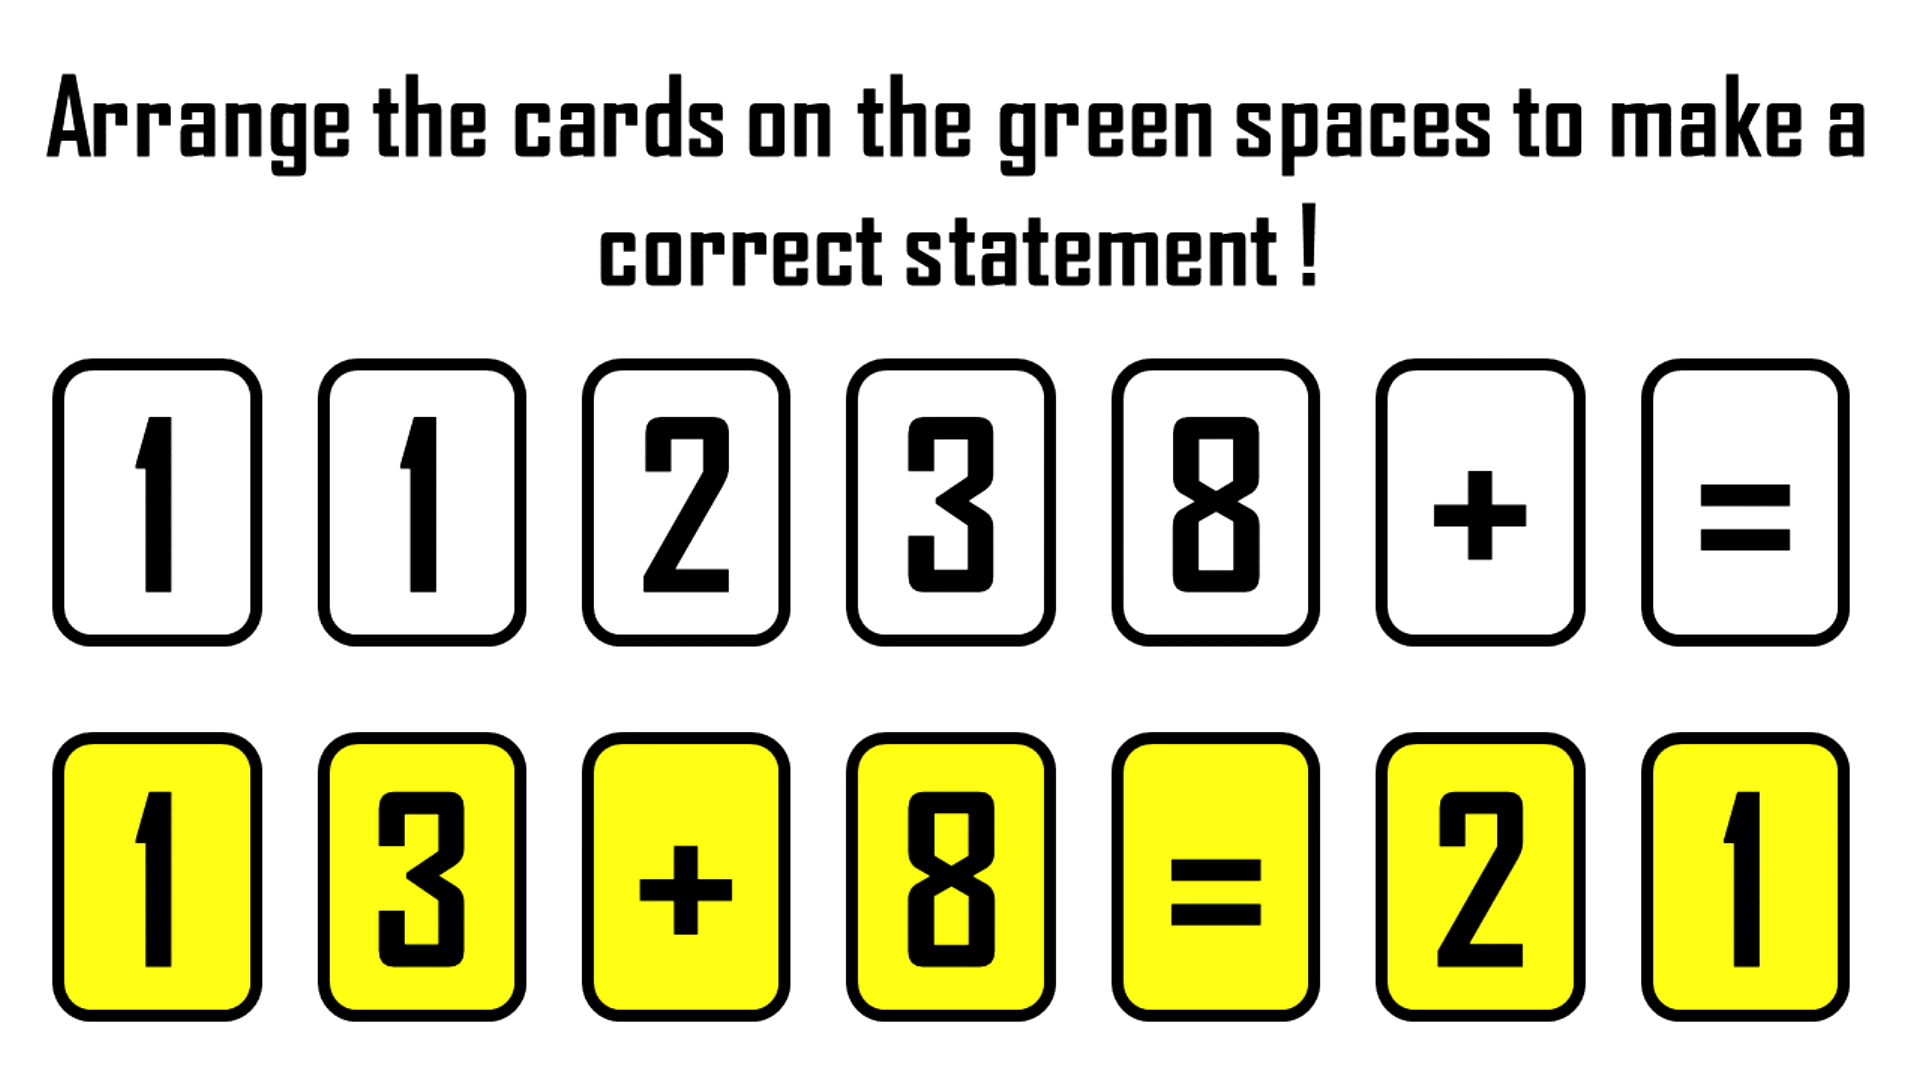 Arrange the cards on the green spaces to make a
correct statement !
1 1 2 3 8 + =
1 3 + 8 = 2 1